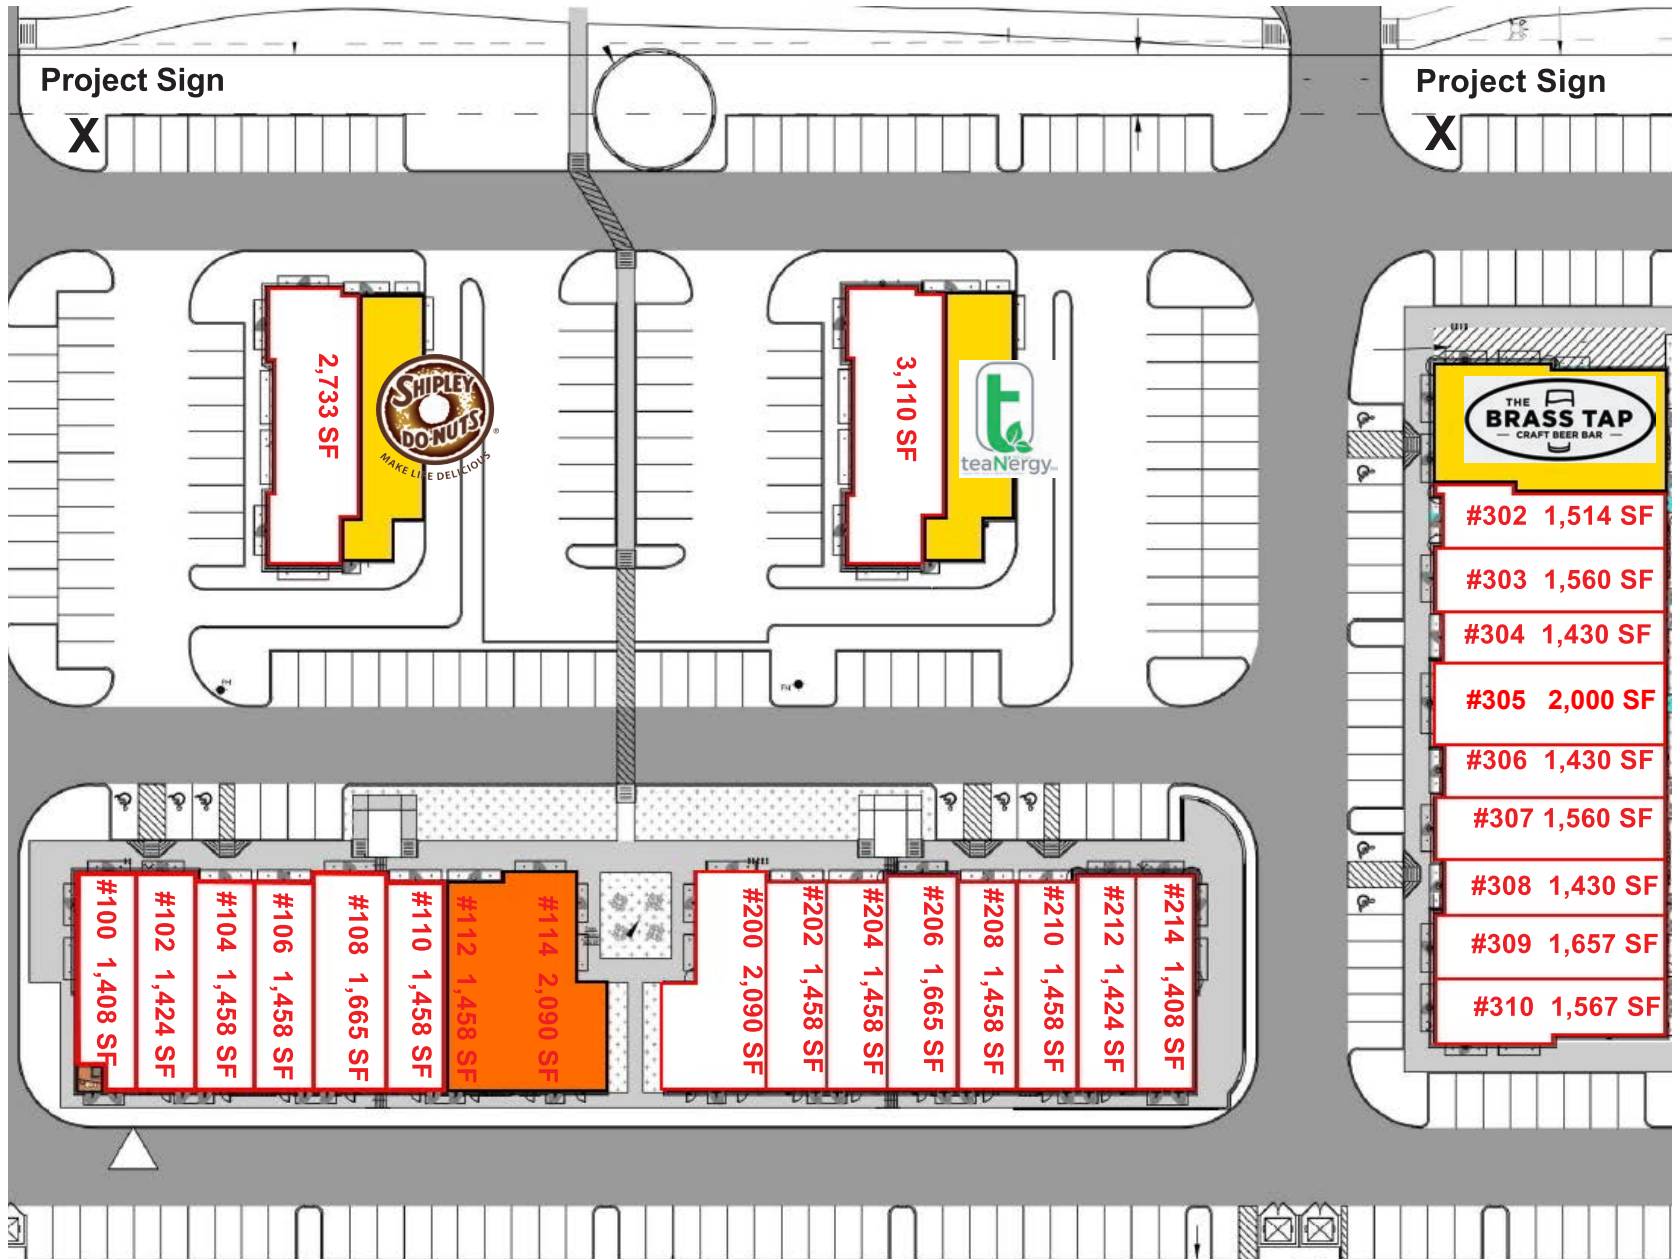 Project Sign
X
Project Sign
X
2,733 SF
SHIPLEY
DO-NUTS
®
MAKE LIFE DELICIOUS
3,110 SF
teaN'ergy
THE
BRASS TAP
CRAFT BEER BAR
#302 1,514 SF
#303 1,560 SF
#304 1,430 SF
#305 2,000 SF
#306 1,430 SF
#307 1,560 SF
#308 1,430 SF
#309 1,657 SF
#310 1,567 SF
FH
FH
#100 1,408 SF
#102 1,424 SF
#104 1,458 SF
#106 1,458 SF
#108 1,665 SF
#110 1,458 SF
#112 1,458 SF
#114 2,090 SF
#200 2,090 SF
#202 1,458 SF
#204 1,458 SF
#206 1,665 SF
#208 1,458 SF
#210 1,458 SF
#212 1,424 SF
#214 1,408 SF